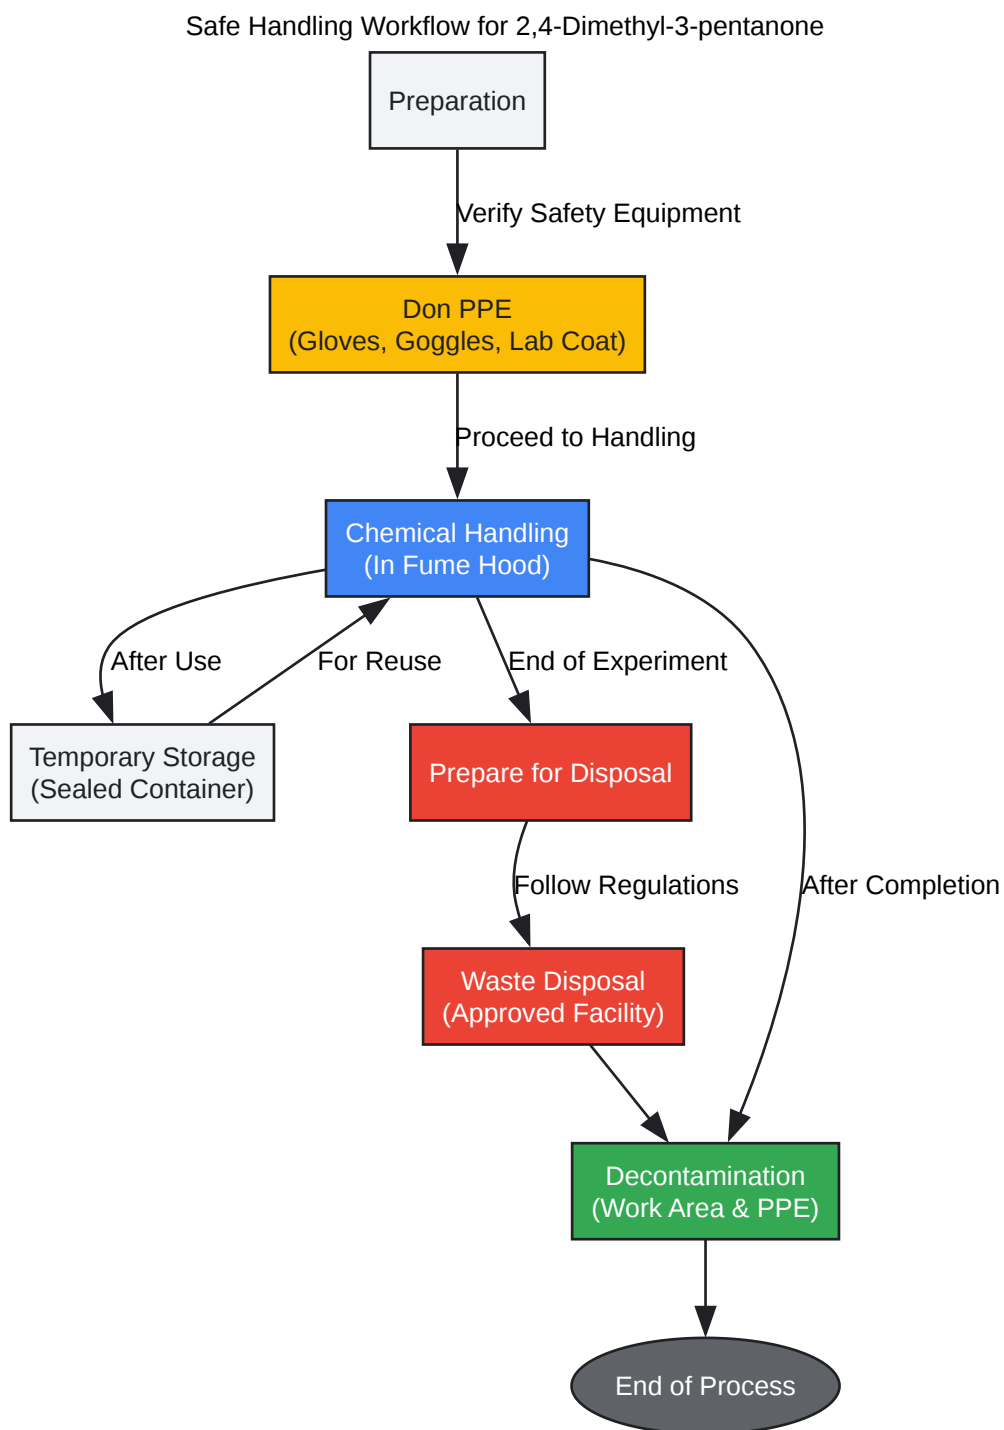 Safe Handling Workflow for 2,4-Dimethyl-3-pentanone
Preparation
Verify Safety Equipment
Don PPE
(Gloves, Goggles, Lab Coat)
Proceed to Handling
Chemical Handling
(In Fume Hood)
After Use
For Reuse
End of Experiment
Temporary Storage
(Sealed Container)
Prepare for Disposal
Follow Regulations
After Completion
Waste Disposal
(Approved Facility)
Decontamination
(Work Area & PPE)
End of Process